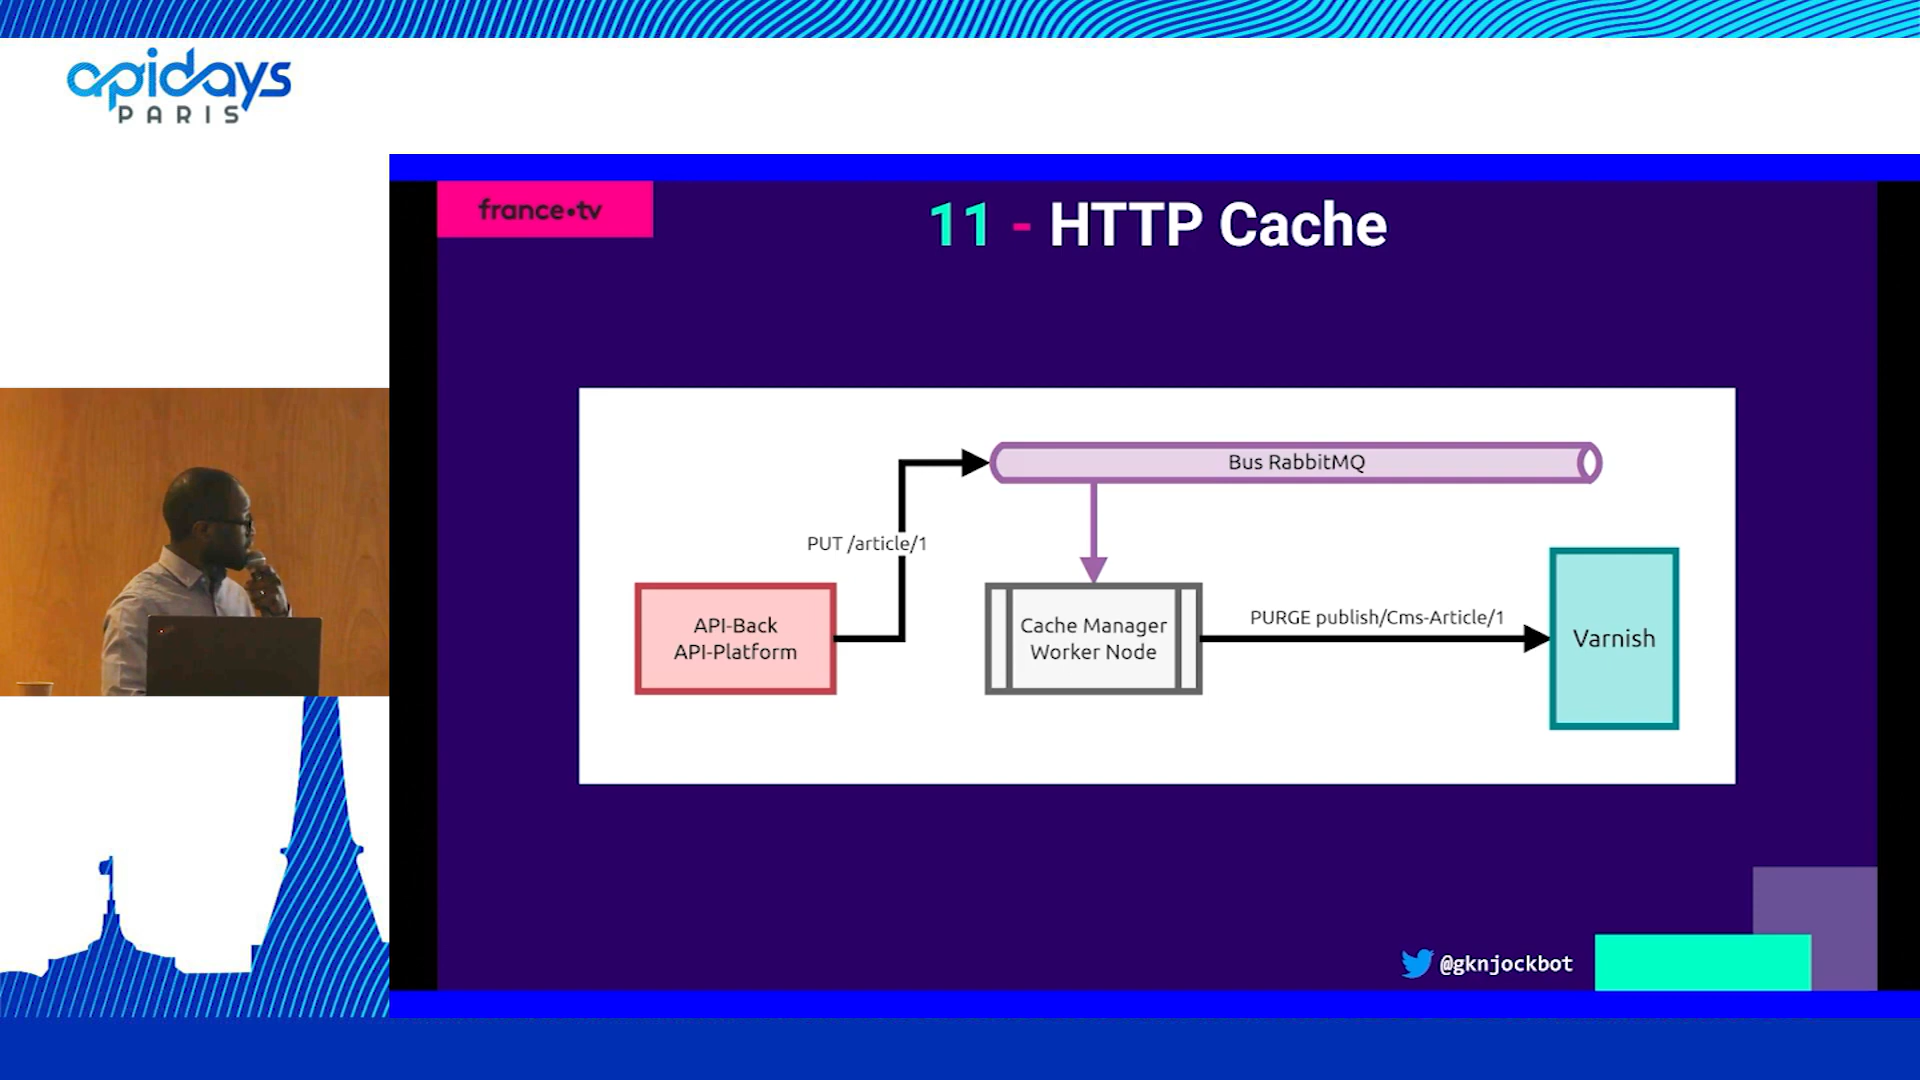 apidays
PARIS
france•tv
11 - HTTP Cache
Bus RabbitMQ
PUT /article/1
API-Back
API-Platform
Cache Manager
Worker Node
PURGE publish/Cms-Article/1
Varnish
@gknjockbot